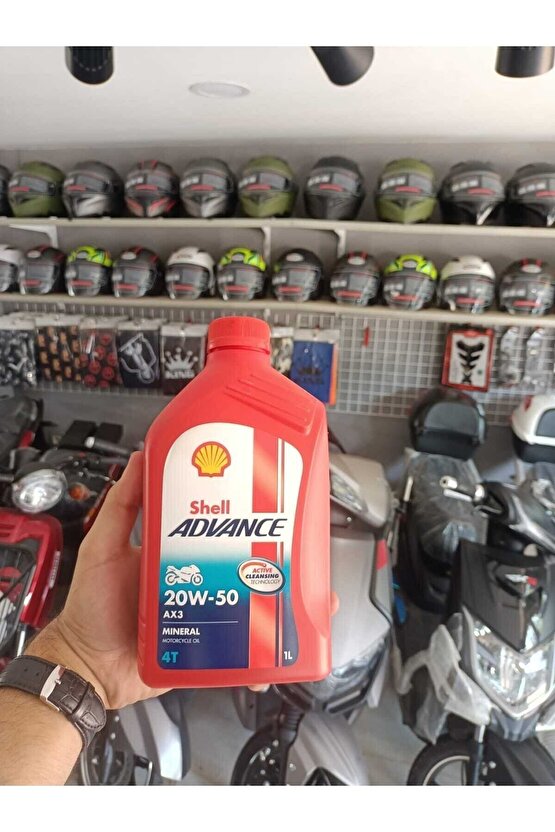 Shell
ADVANCE
ACTIVE
CLEANSING
TECHNOLOGY
20W-50
AX3
MINERAL
MOTORCYCLE OIL
4T
1L